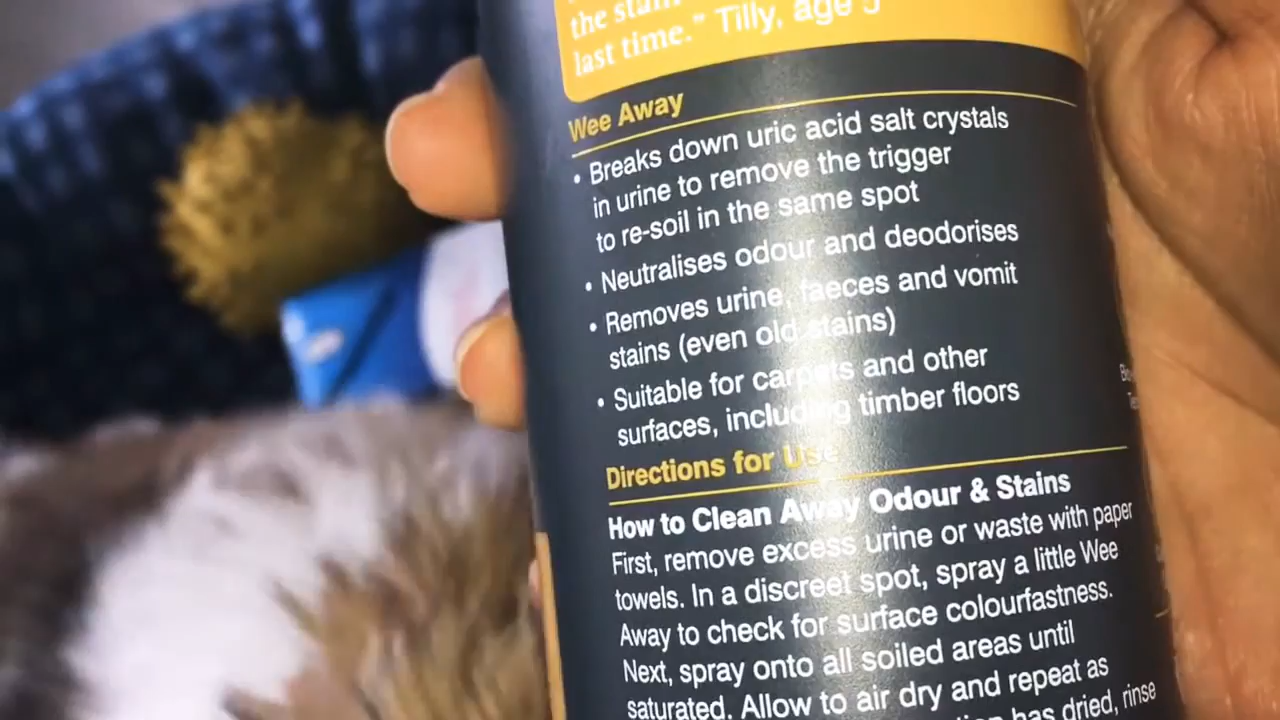 the stain
last time." Tilly, age 5
Wee Away
• Breaks down uric acid salt crystals
in urine to remove the trigger
to re-soil in the same spot
• Neutralises odour and deodorises
• Removes urine, faeces and vomit
stains (even old stains)
• Suitable for carpets and other
surfaces, including timber floors
Directions for Use
How to Clean Away Odour & Stains
First, remove excess urine or waste with paper
towels. In a discreet spot, spray a little Wee
Away to check for surface colourfastness.
Next, spray onto all soiled areas until
saturated. Allow to air dry and repeat as
has dried, rinse